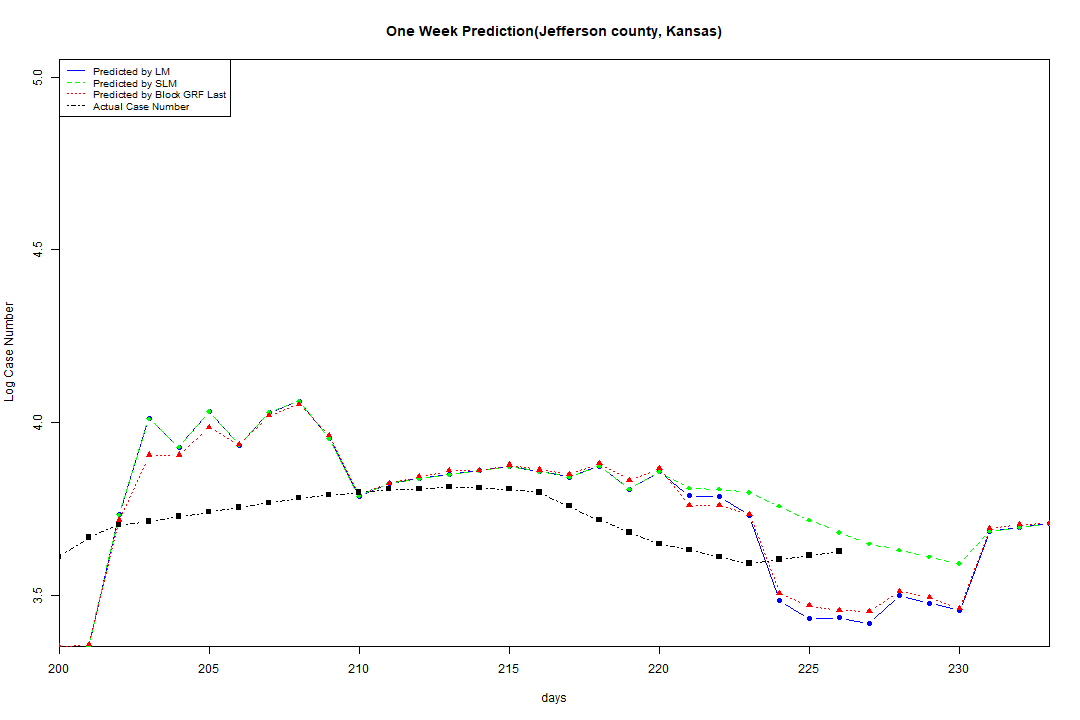 One Week Prediction(Jefferson county, Kansas)
Predicted by LM
Predicted by SLM
Predicted by Block GRF Last
Actual Case Number
Log Case Number
5.0
4.5
4.0
3.5
200 205 210 215 220 225 230
days